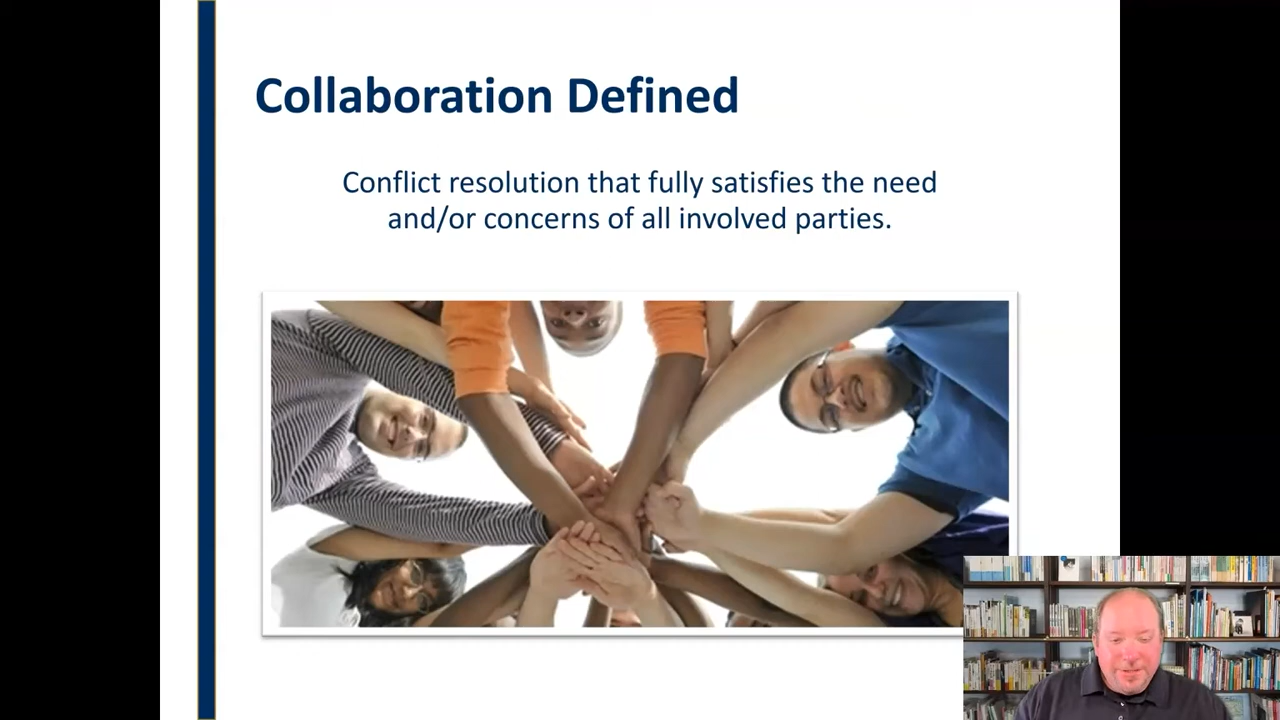 Collaboration Defined
Conflict resolution that fully satisfies the need
and/or concerns of all involved parties.